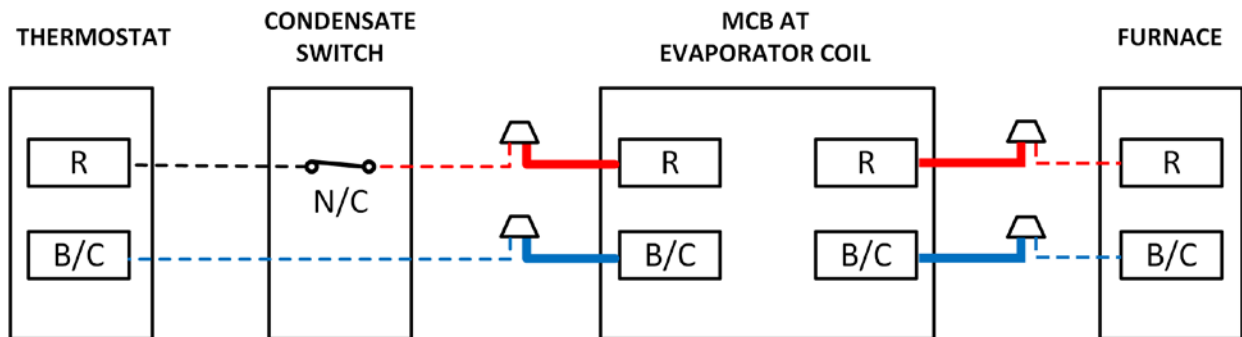 THERMOSTAT
CONDENSATE
SWITCH
MCB AT
EVAPORATOR COIL
FURNACE
R
N/C
R
R
R
B/C
B/C
B/C
B/C